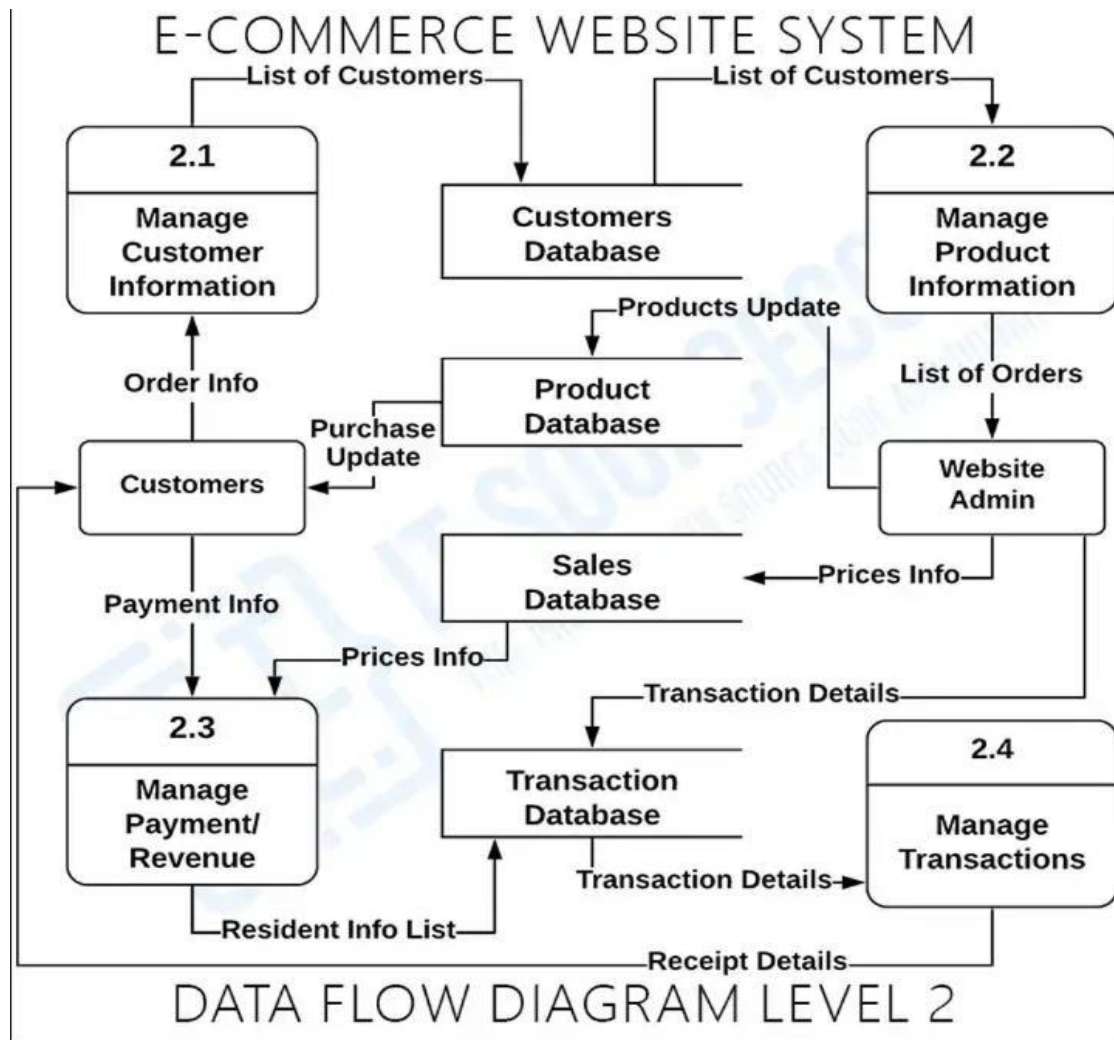 E-COMMERCE WEBSITE SYSTEM
List of Customers
List of Customers
2.1
Manage
Customer
Information
Customers
Database
2.2
Manage
Product
Information
Products Update
Order Info
Product
Database
List of Orders
Purchase
Update
Customers
Website
Admin
Sales
Database
Prices Info
Payment Info
Prices Info
Transaction Details
2.3
Manage
Payment/
Revenue
Transaction
Database
2.4
Manage
Transactions
Transaction Details
Resident Info List
Receipt Details
DATA FLOW DIAGRAM LEVEL 2